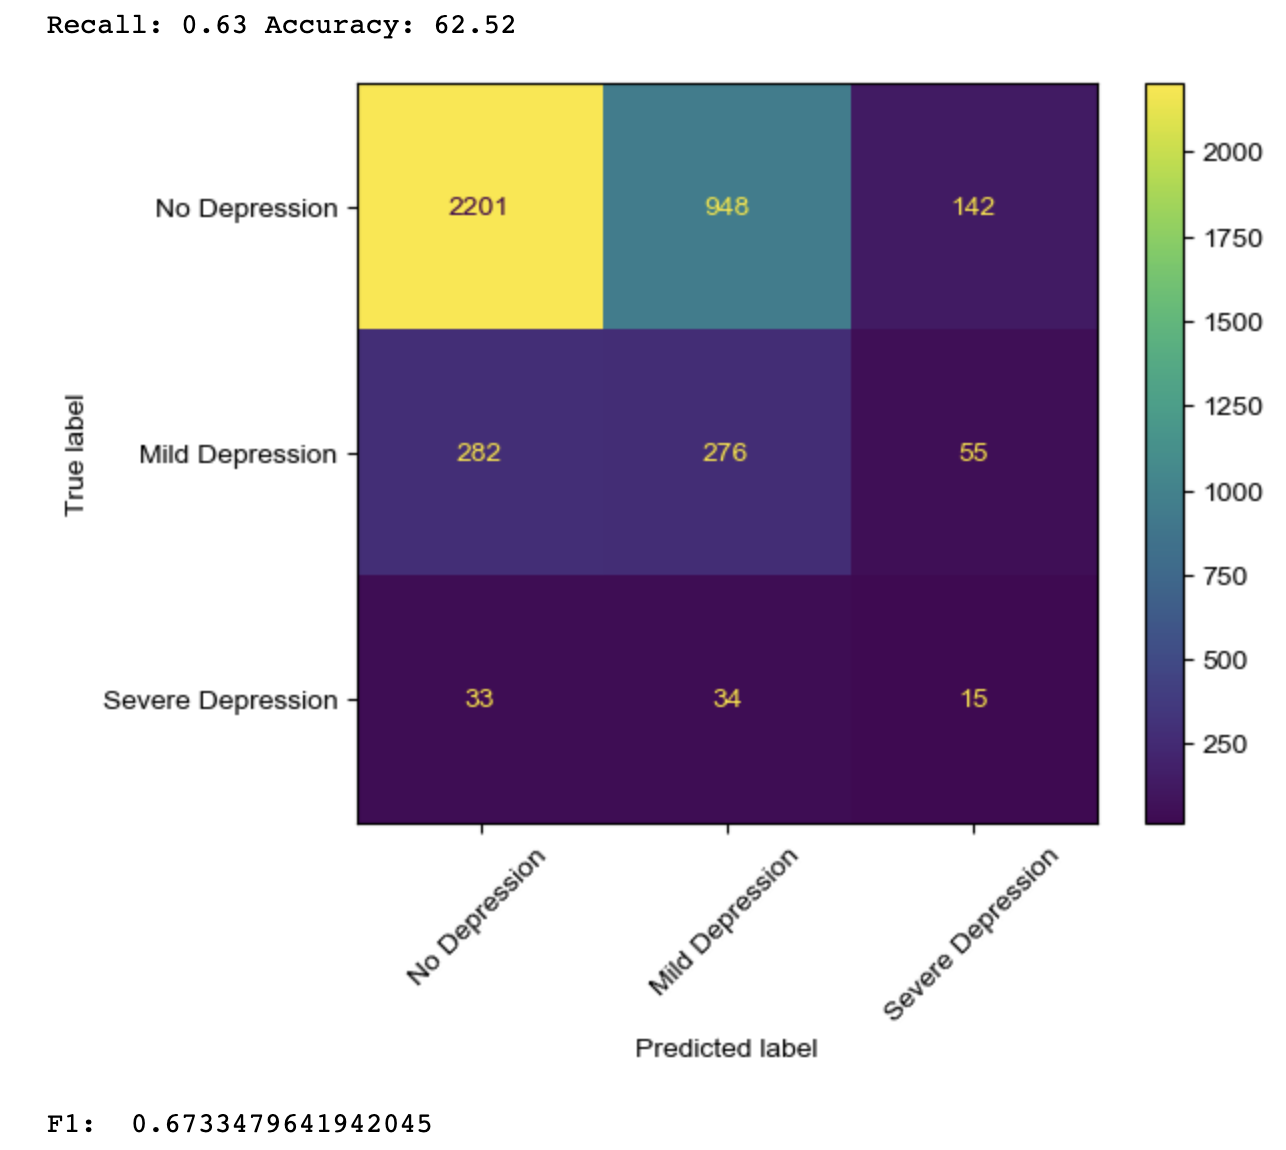 Recall: 0.63 Accuracy: 62.52
No Depression
2201
948
142
2000
1750
1500
1250
1000
750
500
250
True label
Mild Depression
282
276
55
Severe Depression
33
34
15
No Depression
Mild Depression
Severe Depression
Predicted label
F1:  0.6733479641942045